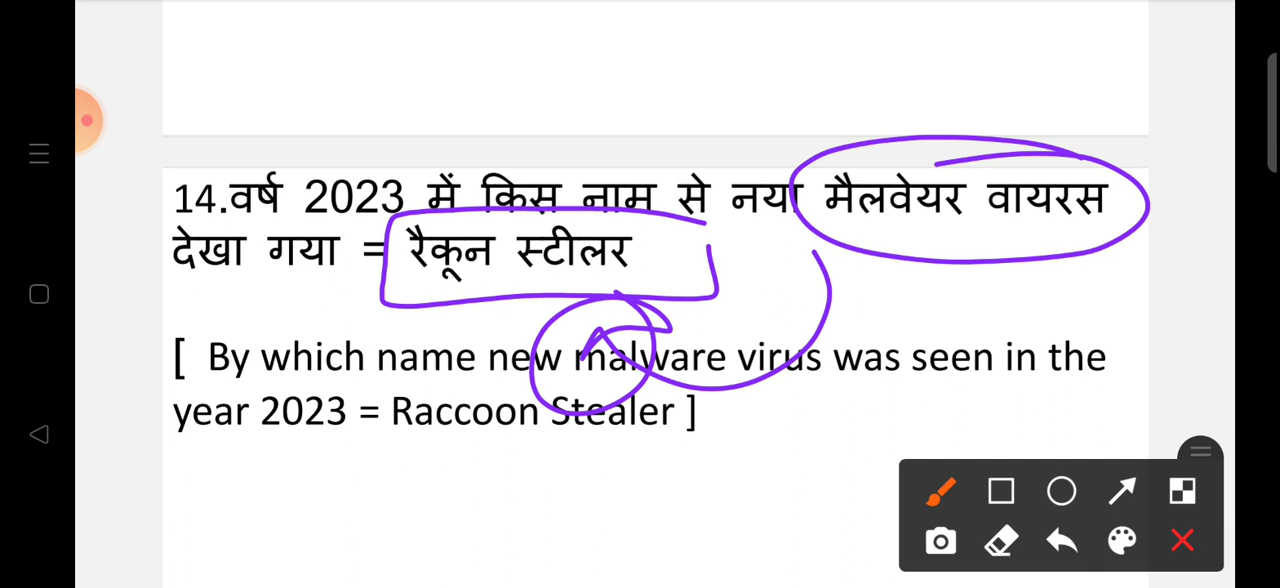 14.वर्ष 2023 में किस नाम से नया मैलवेयर वायरस
देखा गया = रैकून स्टीलर
[ By which name new malware virus was seen in the
year 2023 = Raccoon Stealer ]